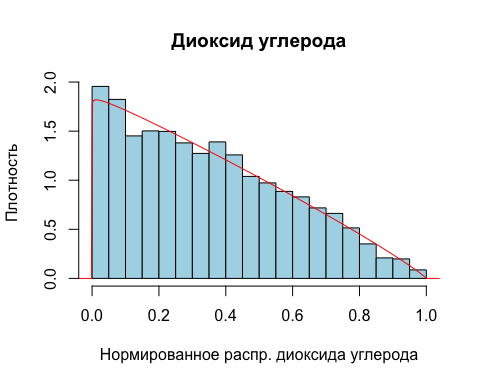 Диоксид углерода
Плотность
2.0
1.5
1.0
0.5
0.0
0.0 0.2 0.4 0.6 0.8 1.0
Нормированное распр. диоксида углерода